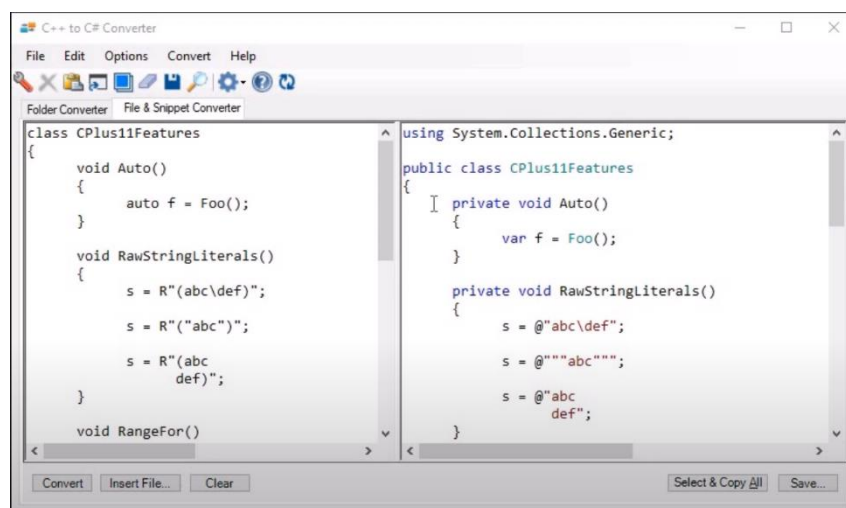 C++ to C# Converter
File Edit Options Convert Help
Folder Converter File & Snippet Converter
class CPlus11Features
{
void Auto()
{
auto f = Foo();
}
void RawStringLiterals()
{
s = R"(abc\def)";
s = R"("abc")";
s = R"(abc
def)";
}
void RangeFor()
using System.Collections.Generic;
public class CPlus11Features
{
private void Auto()
{
var f = Foo();
}
private void RawStringLiterals()
{
s = @"abc\def";
s = @"""abc""";
s = @"abc
def";
}
Convert Insert File... Clear
Select & Copy All Save...